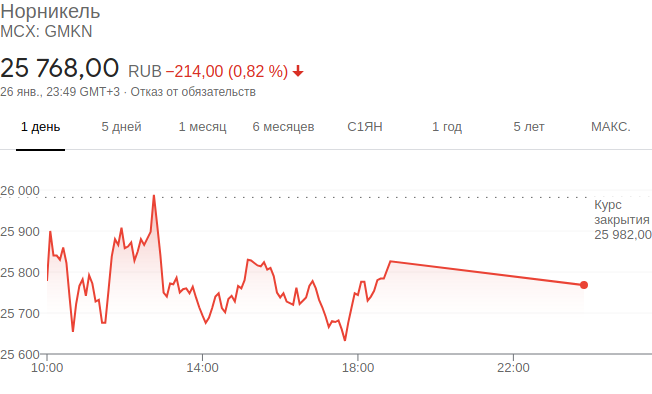 Норникель
MCX: GMKN
25 768,00 RUB −214,00 (0,82 %)
26 янв., 23:49 GMT+3 · Отказ от обязательств
1 день 5 дней 1 месяц 6 месяцев С1ЯН 1 год 5 лет МАКС.
26 000
Курс
закрытия
25 982,00
25 900
25 800
25 700
25 600
10:00 14:00 18:00 22:00